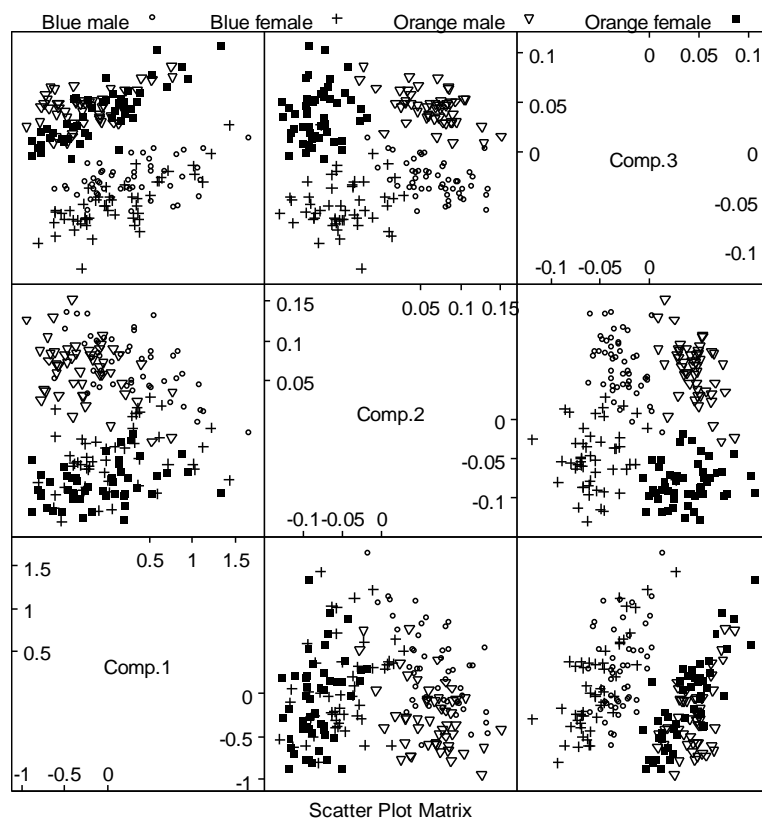 Blue male Blue female Orange male Orange female
0 0.05 0.1
0.1
0.05
0 0
Comp.3
-0.05
-0.1
-0.1 -0.05 0
0.05 0.1 0.15
0.15
0.1
0.05
Comp.2
0
-0.05
-0.1
-0.1 -0.05 0
0.5 1 1.5
1.5
1
0.5
Comp.1
0
-0.5
-1
-1 -0.5 0
Scatter Plot Matrix